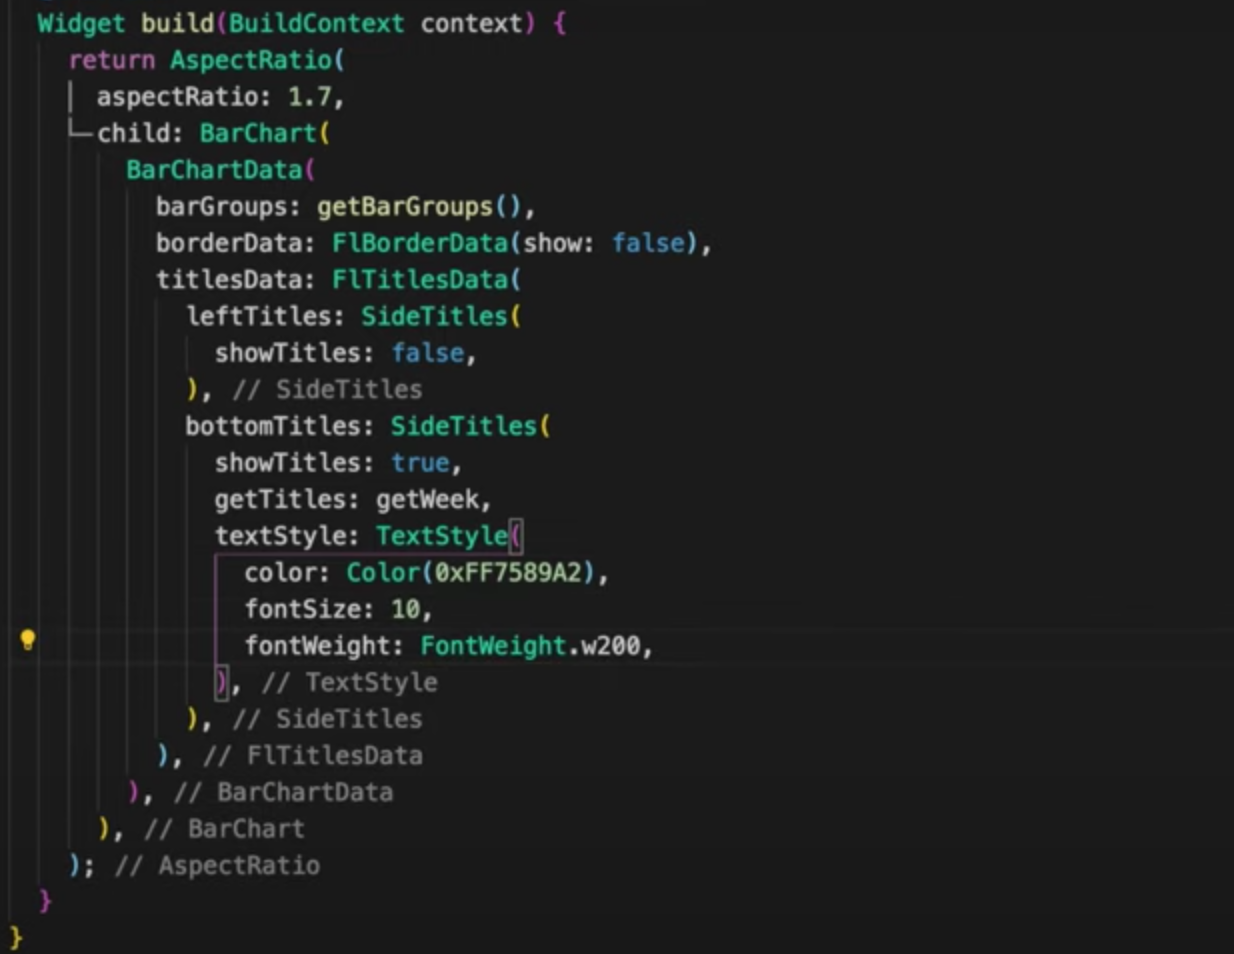 Widget build(BuildContext context) {
return AspectRatio(
aspectRatio: 1.7,
child: BarChart(
BarChartData(
barGroups: getBarGroups(),
borderData: FlBorderData(show: false),
titlesData: FlTitlesData(
leftTitles: SideTitles(
showTitles: false,
), // SideTitles
bottomTitles: SideTitles(
showTitles: true,
getTitles: getWeek,
textStyle: TextStyle(
color: Color(0xFF7589A2),
fontSize: 10,
fontWeight: FontWeight.w200,
), // TextStyle
), // SideTitles
), // FlTitlesData
), // BarChartData
), // BarChart
); // AspectRatio
}
}